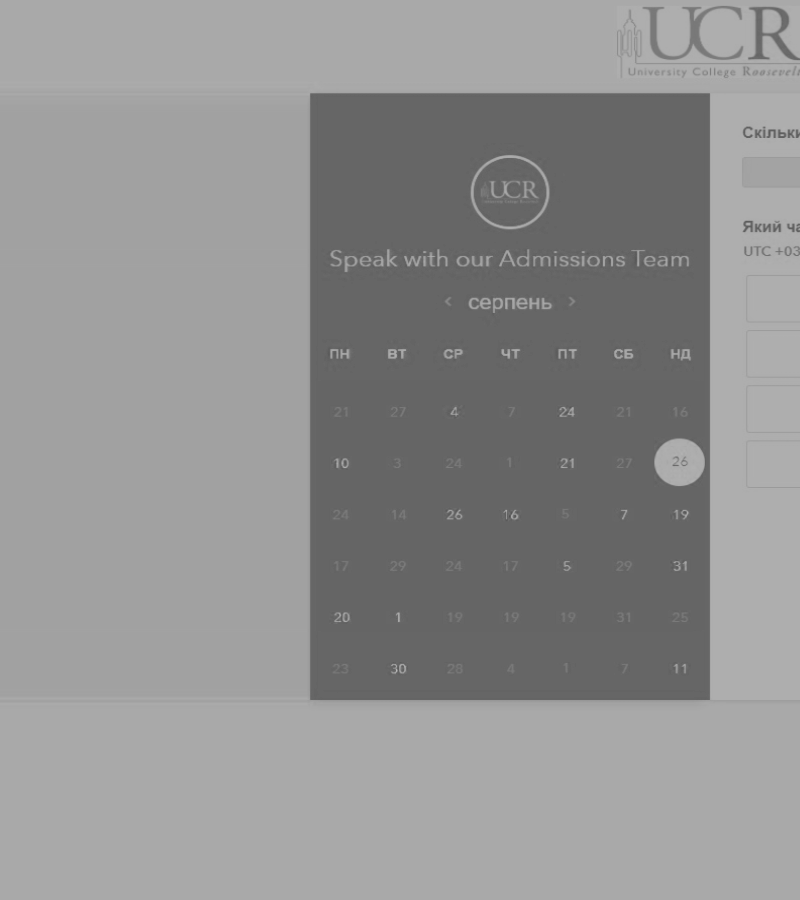 UCR
University College Roosevelt
Скільки
UCR
Який ча
Speak with our Admissions Team
UTC +03
< серпень >
ПН ВТ СР ЧТ ПТ СБ НД
21 27 4 7 24 21 16
10 3 24 1 21 27 26
24 14 26 16 5 7 19
17 29 24 17 5 29 31
20 1 19 19 19 31 25
23 30 28 4 1 7 11